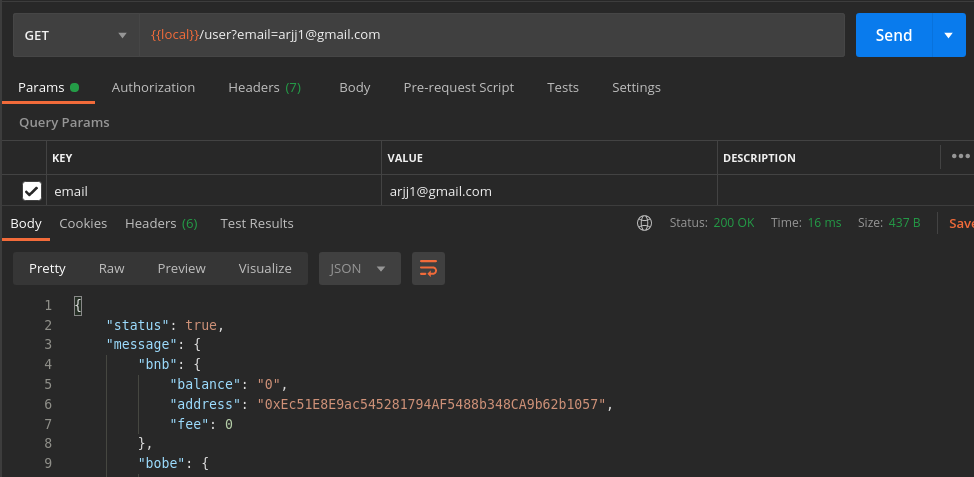 GET {{local}}/user?email=arjj1@gmail.com Send
Params Authorization Headers (7) Body Pre-request Script Tests Settings
Query Params
KEY VALUE DESCRIPTION
email arjj1@gmail.com
Body Cookies Headers (6) Test Results Status: 200 OK Time: 16 ms Size: 437 B Save
Pretty Raw Preview Visualize JSON
1 {
2 "status": true,
3 "message": {
4 "bnb": {
5 "balance": "0",
6 "address": "0xEc51E8E9ac545281794AF5488b348CA9b62b1057",
7 "fee": 0
8 },
9 "bobe": {